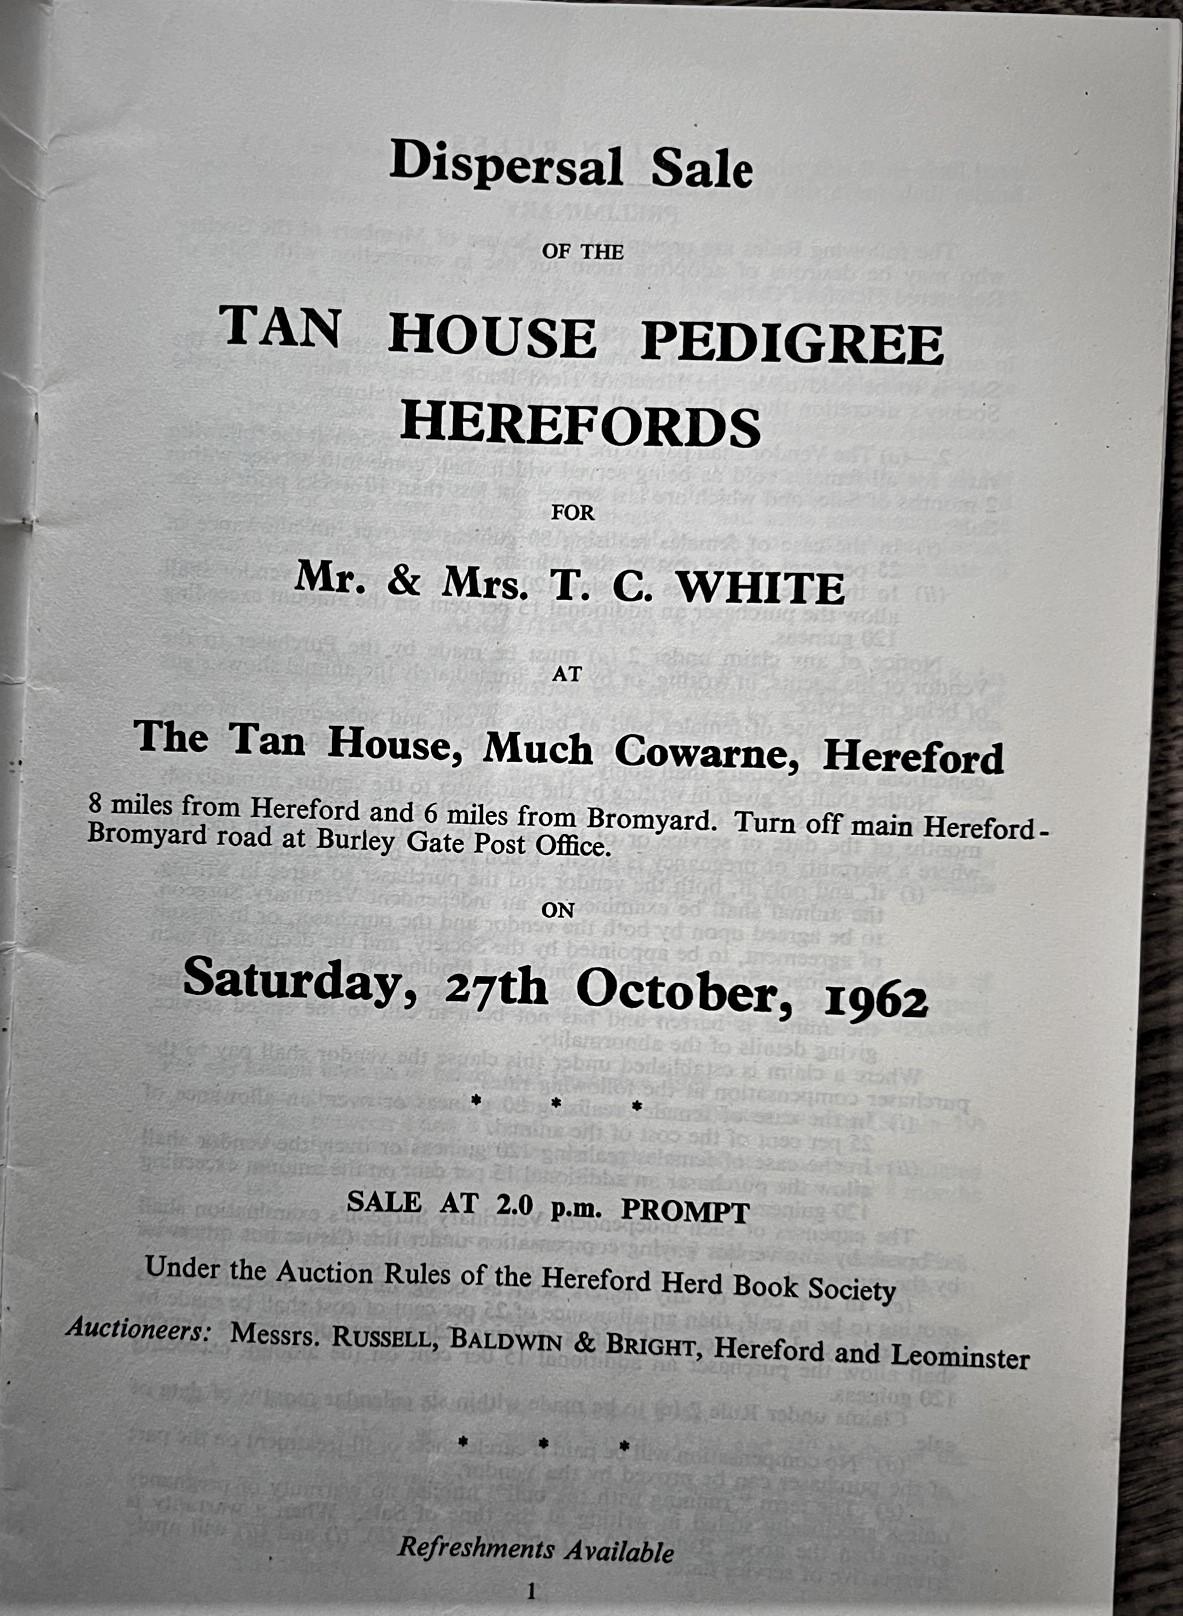 Dispersal Sale
OF THE
TAN HOUSE PEDIGREE
HEREFORDS
FOR
Mr. & Mrs. T. C. WHITE
AT
The Tan House, Much Cowarne, Hereford
8 miles from Hereford and 6 miles from Bromyard. Turn off main Hereford-
Bromyard road at Burley Gate Post Office.
ON
Saturday, 27th October, 1962
* * *
SALE AT 2.0 p.m. PROMPT
Under the Auction Rules of the Hereford Herd Book Society
Auctioneers: Messrs. RUSSELL, BALDWIN & BRIGHT, Hereford and Leominster
* * *
Refreshments Available
1